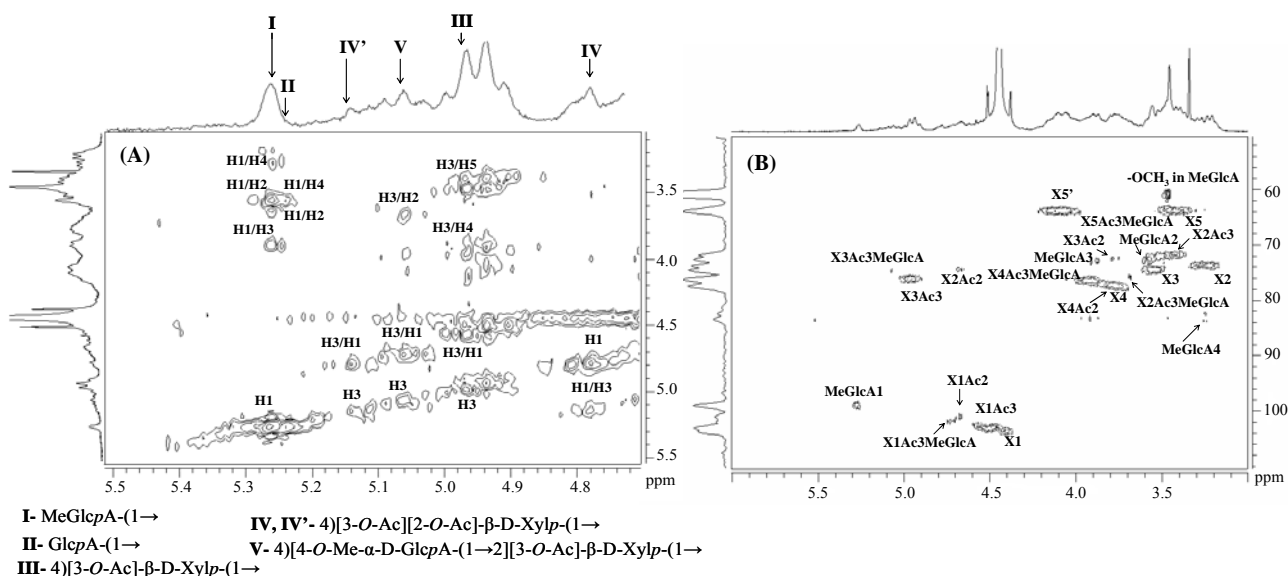 I
II
IV'
V
III
IV
(A)
H1/H4
H1/H2 H1/H4
H1/H2
H1/H3
H3/H2
H3/H5
H3/H4
H3/H1
H3/H1
H3/H1
H1
H1
H3
H3
H3
H1/H3
3.5
4.0
4.5
5.0
5.5
ppm
5.5 5.4 5.3 5.2 5.1 5.0 4.9 4.8
(B)
-OCH3 in MeGlcA
X5'
X5Ac3MeGlcA X5
X3Ac2 MeGlcA2 X2Ac3
MeGlcA3
X3Ac3MeGlcA
X2Ac2 X4Ac3MeGlcA
X3Ac3
X3 X2
X4
X4Ac2
X2Ac3MeGlcA
MeGlcA4
MeGlcA1
X1Ac2
X1Ac3
X1Ac3MeGlcA
X1
60
70
80
90
100
ppm
5.0 4.5 4.0 3.5
I- MeGlcpA-(1→
II- GlcpA-(1→
III- 4)[3-O-Ac]-β-D-Xylp-(1→
IV, IV'- 4)[3-O-Ac][2-O-Ac]-β-D-Xylp-(1→
V- 4)[4-O-Me-α-D-GlcpA-(1→2][3-O-Ac]-β-D-Xylp-(1→